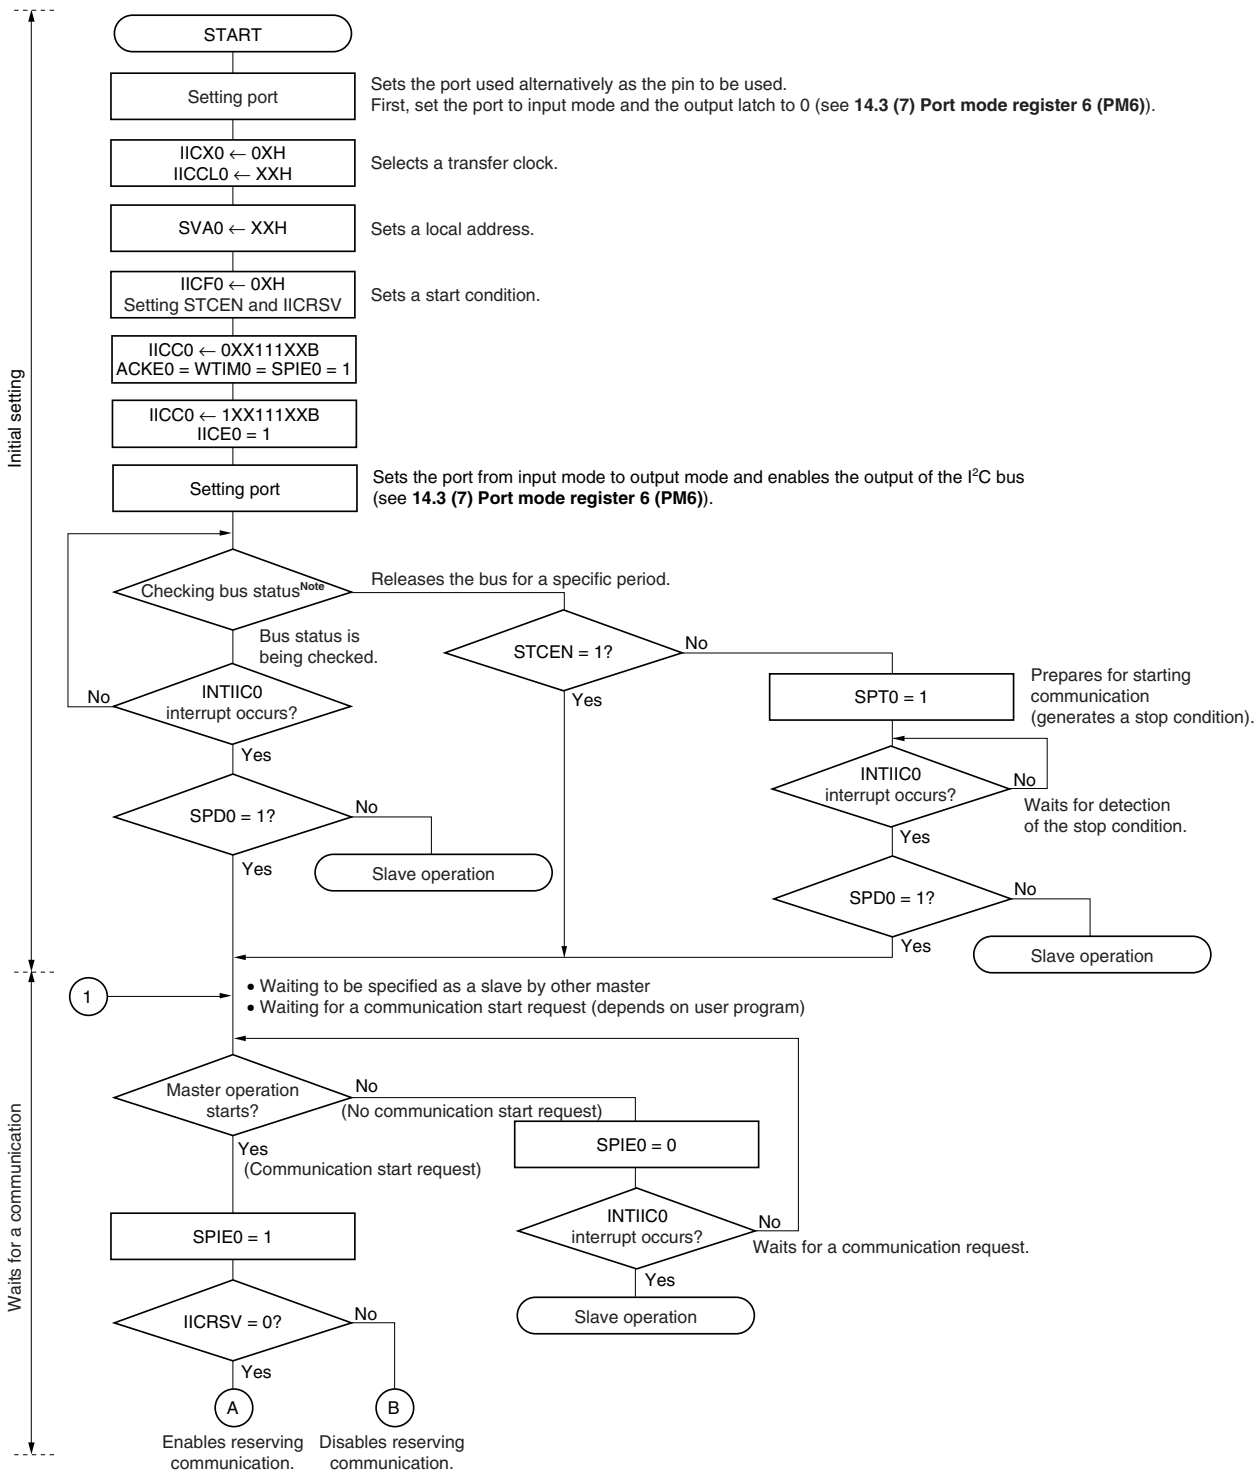 START
Setting port
Sets the port used alternatively as the pin to be used.
First, set the port to input mode and the output latch to 0 (see 14.3 (7) Port mode register 6 (PM6)).
IICX0 ← 0XH
IICCL0 ← XXH
Selects a transfer clock.
SVA0 ← XXH
Sets a local address.
IICF0 ← 0XH
Setting STCEN and IICRSV
Sets a start condition.
IICC0 ← 0XX111XXB
ACKE0 = WTIM0 = SPIE0 = 1
IICC0 ← 1XX111XXB
IICE0 = 1
Initial setting
Setting port
Sets the port from input mode to output mode and enables the output of the I²C bus
(see 14.3 (7) Port mode register 6 (PM6)).
Checking bus statusNote
Releases the bus for a specific period.
Bus status is
being checked.
STCEN = 1?
No
Yes
SPT0 = 1
Prepares for starting
communication
(generates a stop condition).
No
INTIIC0
interrupt occurs?
Yes
INTIIC0
interrupt occurs?
No
Waits for detection
of the stop condition.
Yes
SPD0 = 1?
No
Yes
Slave operation
SPD0 = 1?
No
Yes
Slave operation
1
• Waiting to be specified as a slave by other master
• Waiting for a communication start request (depends on user program)
Waits for a communication
Master operation
starts?
No
(No communication start request)
Yes
(Communication start request)
SPIE0 = 0
INTIIC0
interrupt occurs?
No
Waits for a communication request.
Yes
Slave operation
SPIE0 = 1
IICRSV = 0?
No
Yes
A
B
Enables reserving
communication.
Disables reserving
communication.